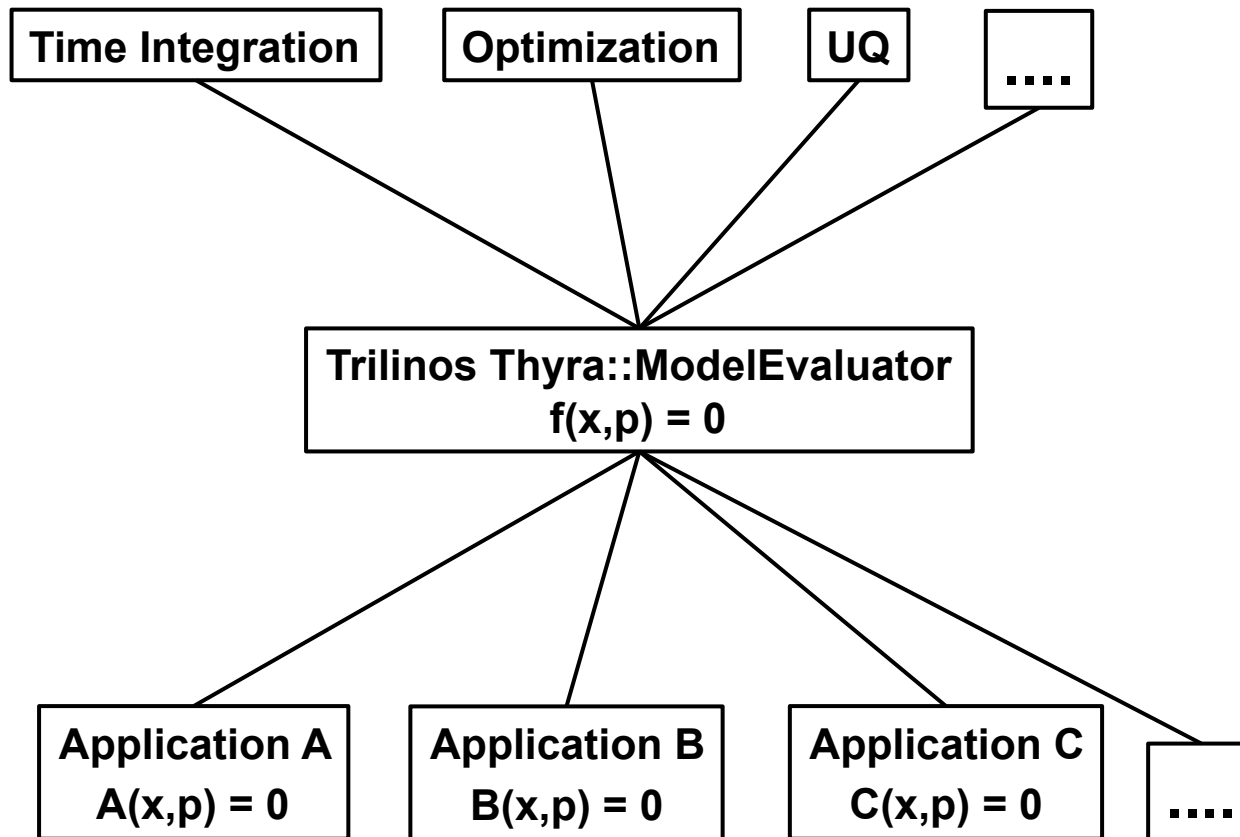 Time Integration
Optimization
UQ
....
Trilinos Thyra::ModelEvaluator
f(x,p) = 0
Application A
A(x,p) = 0
Application B
B(x,p) = 0
Application C
C(x,p) = 0
....